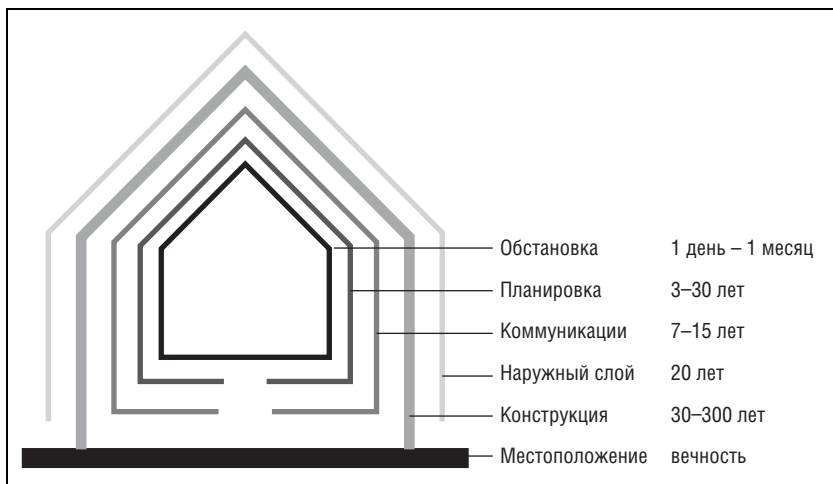 Обстановка 1 день – 1 месяц
Планировка 3–30 лет
Коммуникации 7–15 лет
Наружный слой 20 лет
Конструкция 30–300 лет
Местоположение вечность